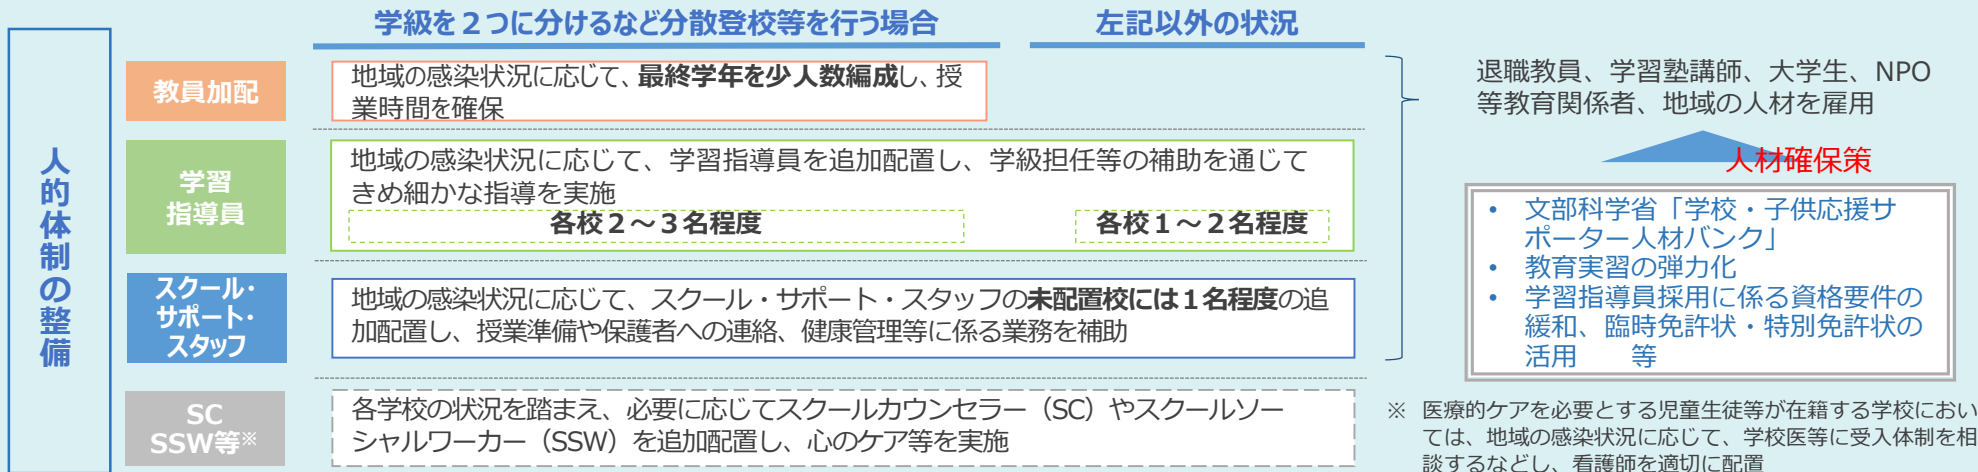 学級を２つに分けるなど分散登校等を行う場合
左記以外の状況
人的体制の整備
教員加配
地域の感染状況に応じて、最終学年を少人数編成し、授
業時間を確保
学習
指導員
地域の感染状況に応じて、学習指導員を追加配置し、学級担任等の補助を通じて
きめ細かな指導を実施
各校２～３名程度
各校１～２名程度
スクール・
サポート・
スタッフ
地域の感染状況に応じて、スクール・サポート・スタッフの未配置校には１名程度の追
加配置し、授業準備や保護者への連絡、健康管理等に係る業務を補助
SC
SSW等※
各学校の状況を踏まえ、必要に応じてスクールカウンセラー（SC）やスクールソー
シャルワーカー（SSW）を追加配置し、心のケア等を実施
退職教員、学習塾講師、大学生、NPO
等教育関係者、地域の人材を雇用
人材確保策
• 文部科学省「学校・子供応援サ
ポーター人材バンク」
• 教育実習の弾力化
• 学習指導員採用に係る資格要件の
緩和、臨時免許状・特別免許状の
活用　　等
※ 医療的ケアを必要とする児童生徒等が在籍する学校におい
ては、地域の感染状況に応じて、学校医等に受入体制を相
談するなどし、看護師を適切に配置